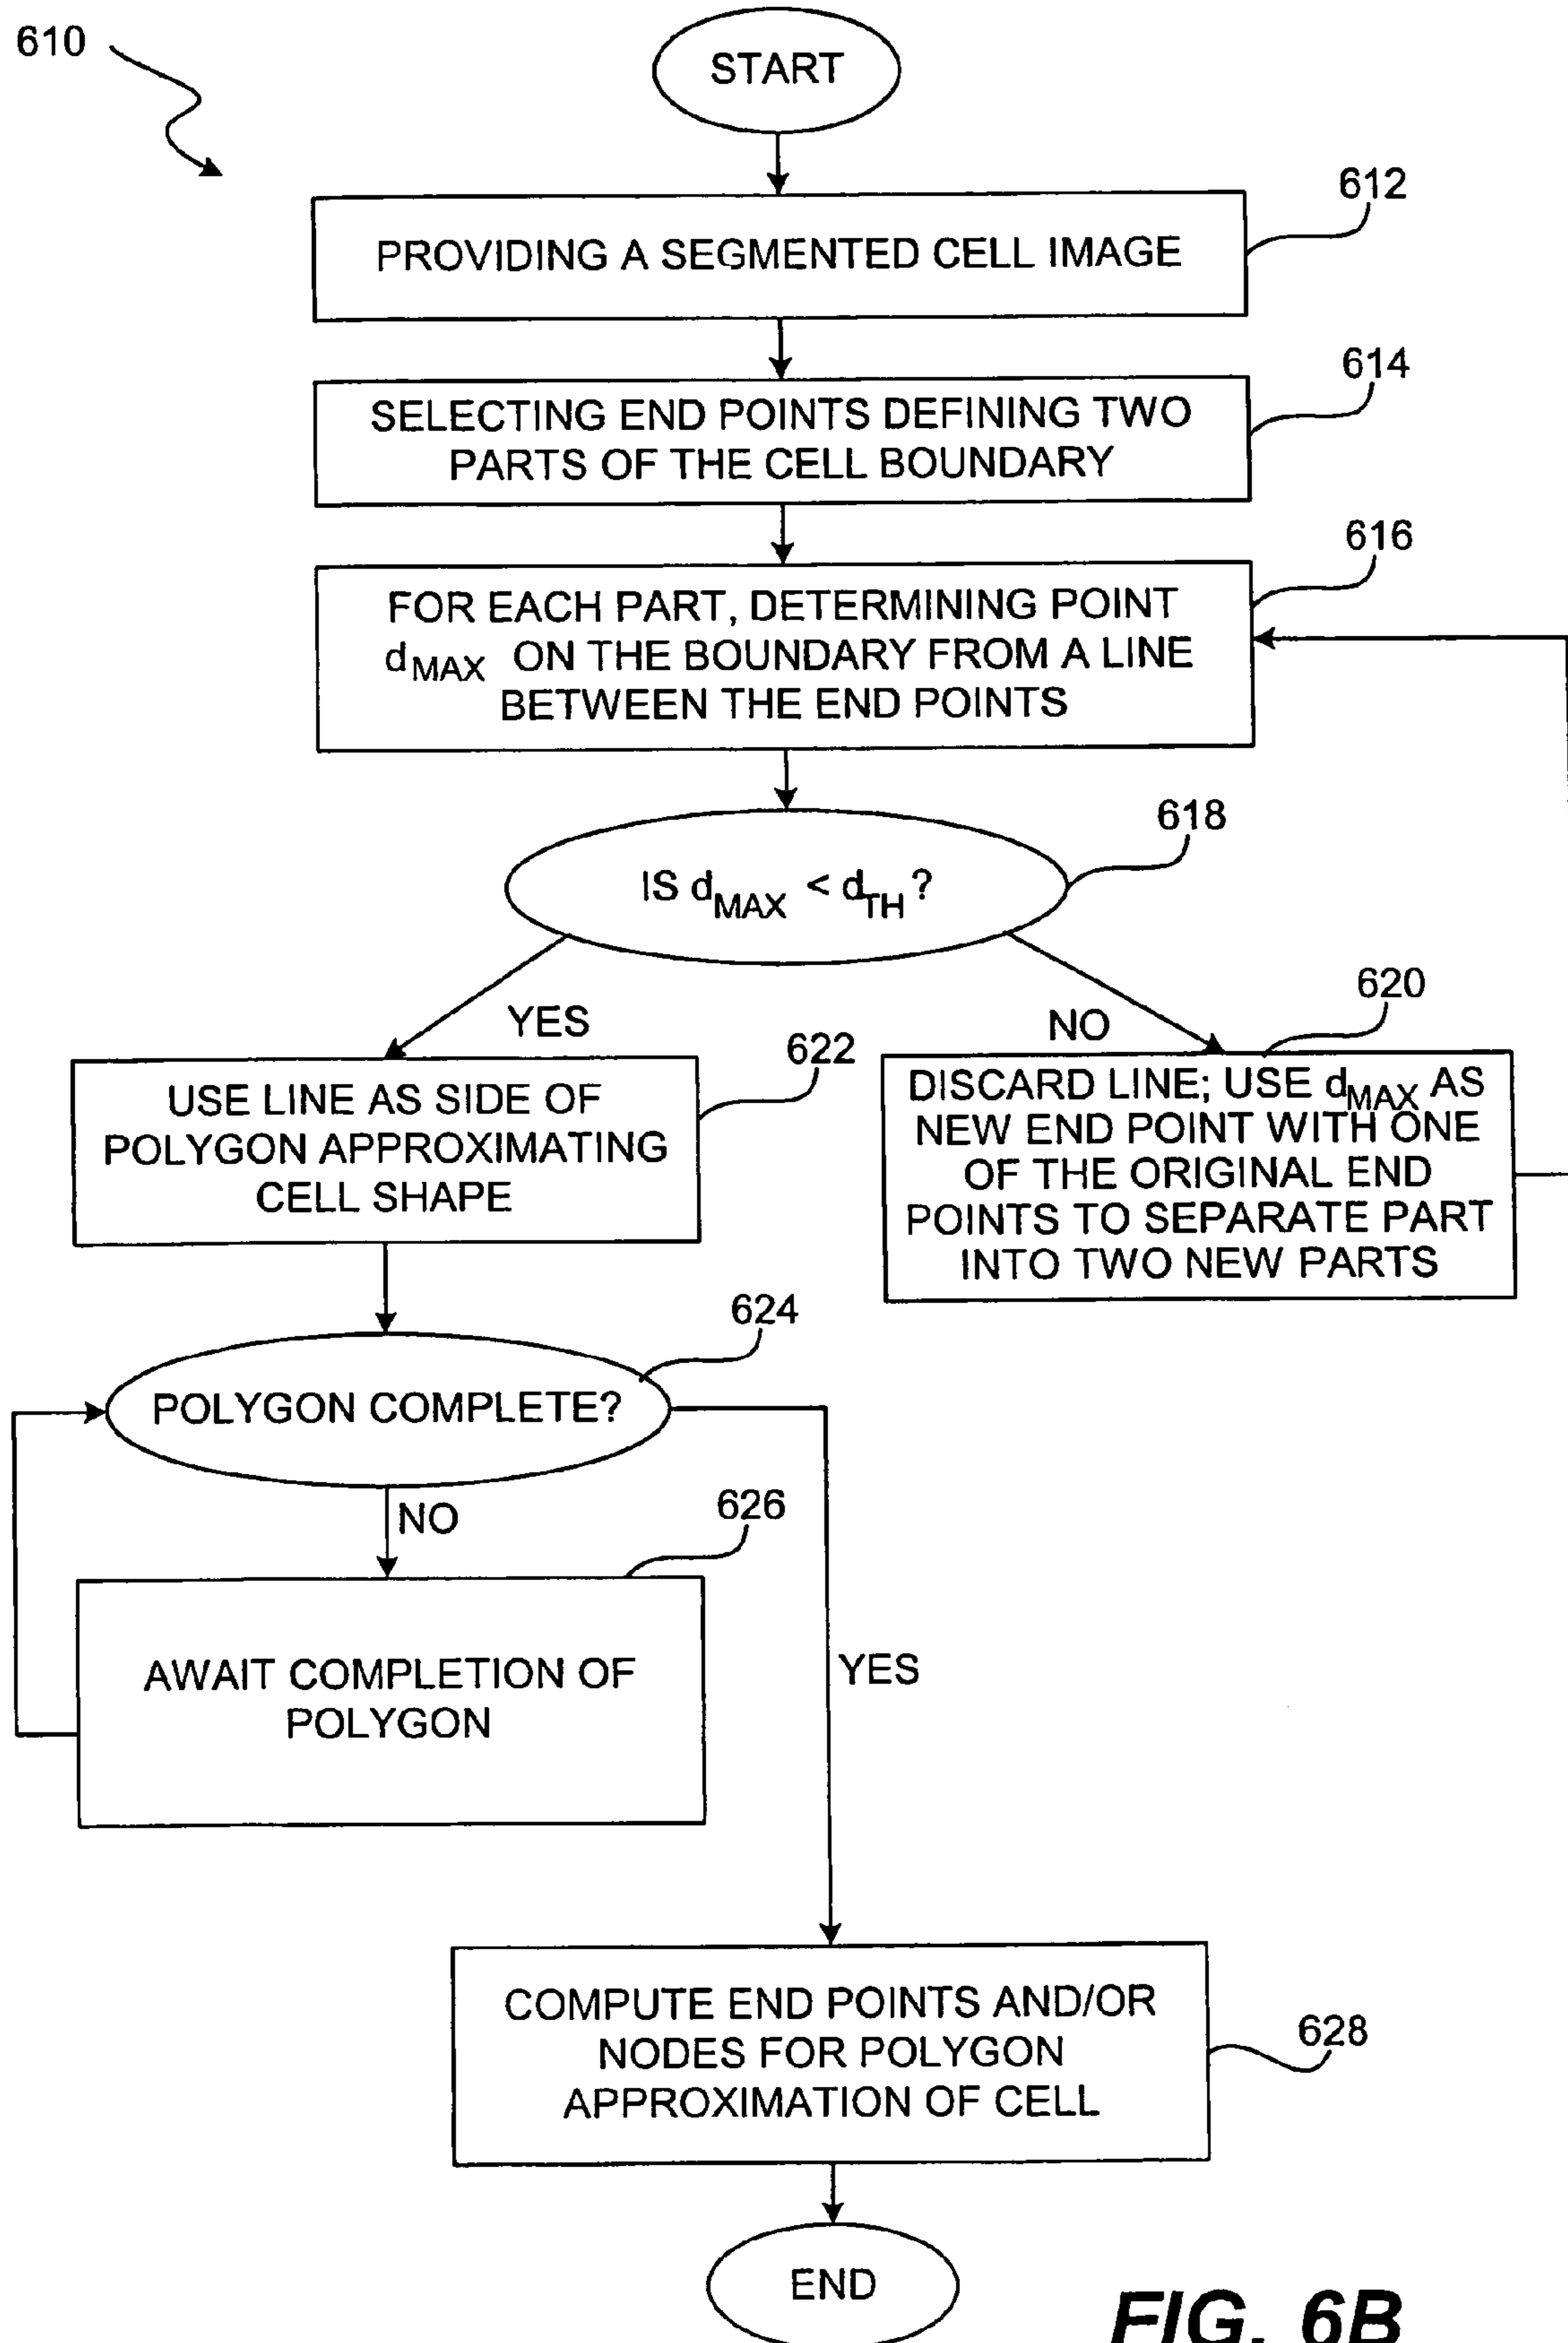 610
START
612
PROVIDING A SEGMENTED CELL IMAGE
614
SELECTING END POINTS DEFINING TWO
PARTS OF THE CELL BOUNDARY
616
FOR EACH PART, DETERMINING POINT
dMAX ON THE BOUNDARY FROM A LINE
BETWEEN THE END POINTS
618
IS dMAX < dTH?
YES
NO
620
622
USE LINE AS SIDE OF
POLYGON APPROXIMATING
CELL SHAPE
DISCARD LINE; USE dMAX AS
NEW END POINT WITH ONE
OF THE ORIGINAL END
POINTS TO SEPARATE PART
INTO TWO NEW PARTS
624
POLYGON COMPLETE?
NO
626
AWAIT COMPLETION OF
POLYGON
YES
COMPUTE END POINTS AND/OR
NODES FOR POLYGON
APPROXIMATION OF CELL
628
END
FIG. 6B